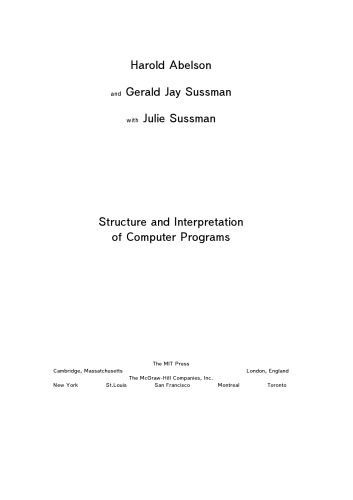 Harold Abelson
and Gerald Jay Sussman
with Julie Sussman
Structure and Interpretation
of Computer Programs
The MIT Press
Cambridge, Massatchusetts London, England
The McGraw-Hill Companies, Inc.
New York St.Louis San Francisco Montreal Toronto